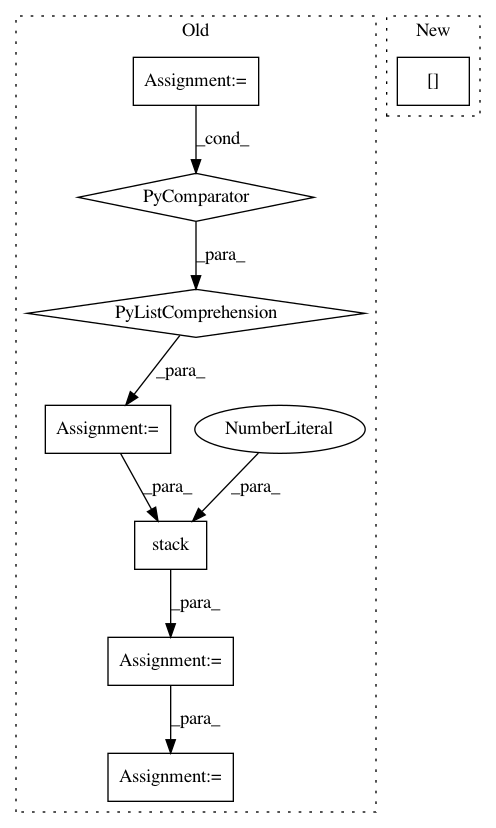 Old
New
Assignment:=
[]
_cond_
PyComparator
_para_
PyListComprehension
_para_
Assignment:=
NumberLiteral
_para_
_para_
stack
_para_
Assignment:=
_para_
Assignment:=